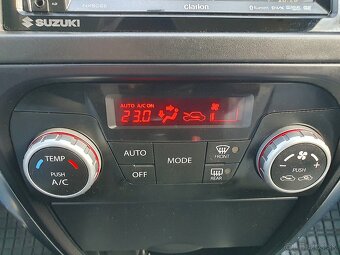 SUZUKI
clarion
AUTO A/C ON
23.0
TEMP
PUSH
A/C
AUTO
OFF
MODE
FRONT
REAR
PUSH